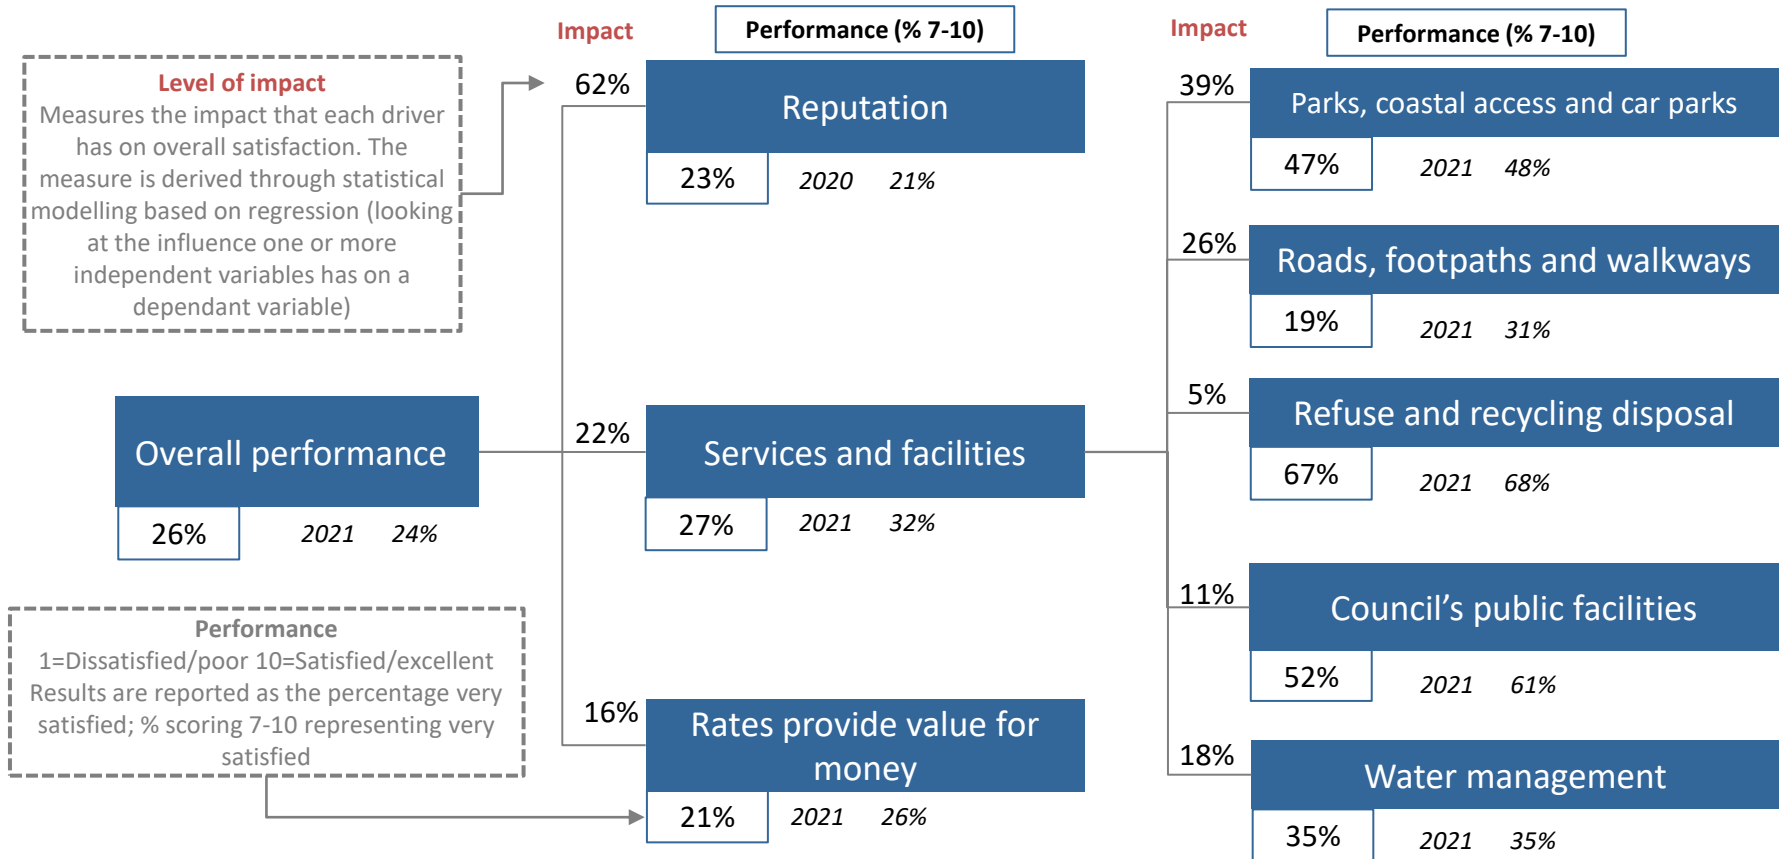 Impact
Performance (% 7-10)
Impact
Performance (% 7-10)
Level of impact
Measures the impact that each driver
has on overall satisfaction. The
measure is derived through statistical
modelling based on regression (looking
at the influence one or more
independent variables has on a
dependant variable)
62%
Reputation
23%
2020 21%
39%
Parks, coastal access and car parks
47%
2021 48%
26%
Roads, footpaths and walkways
19%
2021 31%
Overall performance
26%
2021 24%
22%
Services and facilities
27%
2021 32%
5%
Refuse and recycling disposal
67%
2021 68%
11%
Council’s public facilities
52%
2021 61%
Performance
1=Dissatisfied/poor 10=Satisfied/excellent
Results are reported as the percentage very
satisfied; % scoring 7-10 representing very
satisfied
16%
Rates provide value for
money
21%
2021 26%
18%
Water management
35%
2021 35%